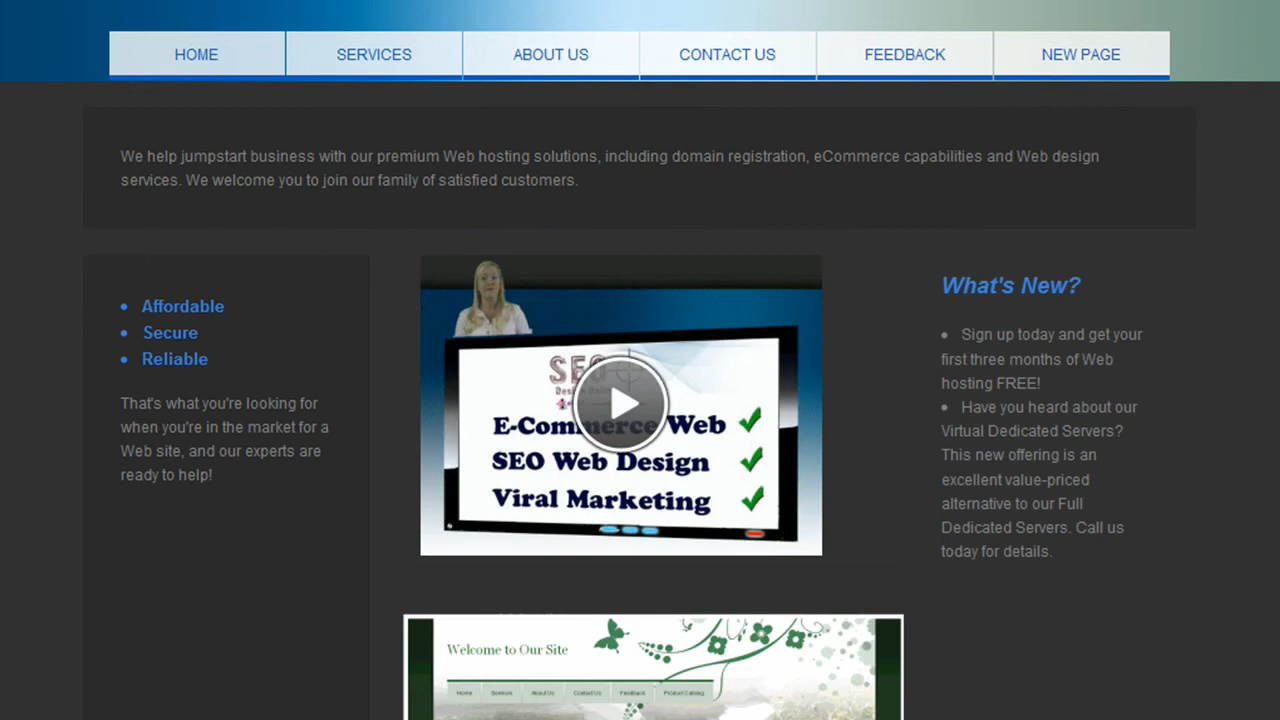 HOME SERVICES ABOUT US CONTACT US FEEDBACK NEW PAGE
We help jumpstart business with our premium Web hosting solutions, including domain registration, eCommerce capabilities and Web design
services. We welcome you to join our family of satisfied customers.
• Affordable
• Secure
• Reliable
That's what you're looking for
when you're in the market for a
Web site, and our experts are
ready to help!
SEO
E-Commerce Web
SEO Web Design
Viral Marketing
What's New?
• Sign up today and get your
first three months of Web
hosting FREE!
• Have you heard about our
Virtual Dedicated Servers?
This new offering is an
excellent value-priced
alternative to our Full
Dedicated Servers. Call us
today for details.
Welcome to Our Site
Home Services About Us Contact Us Feedback Product Catalog